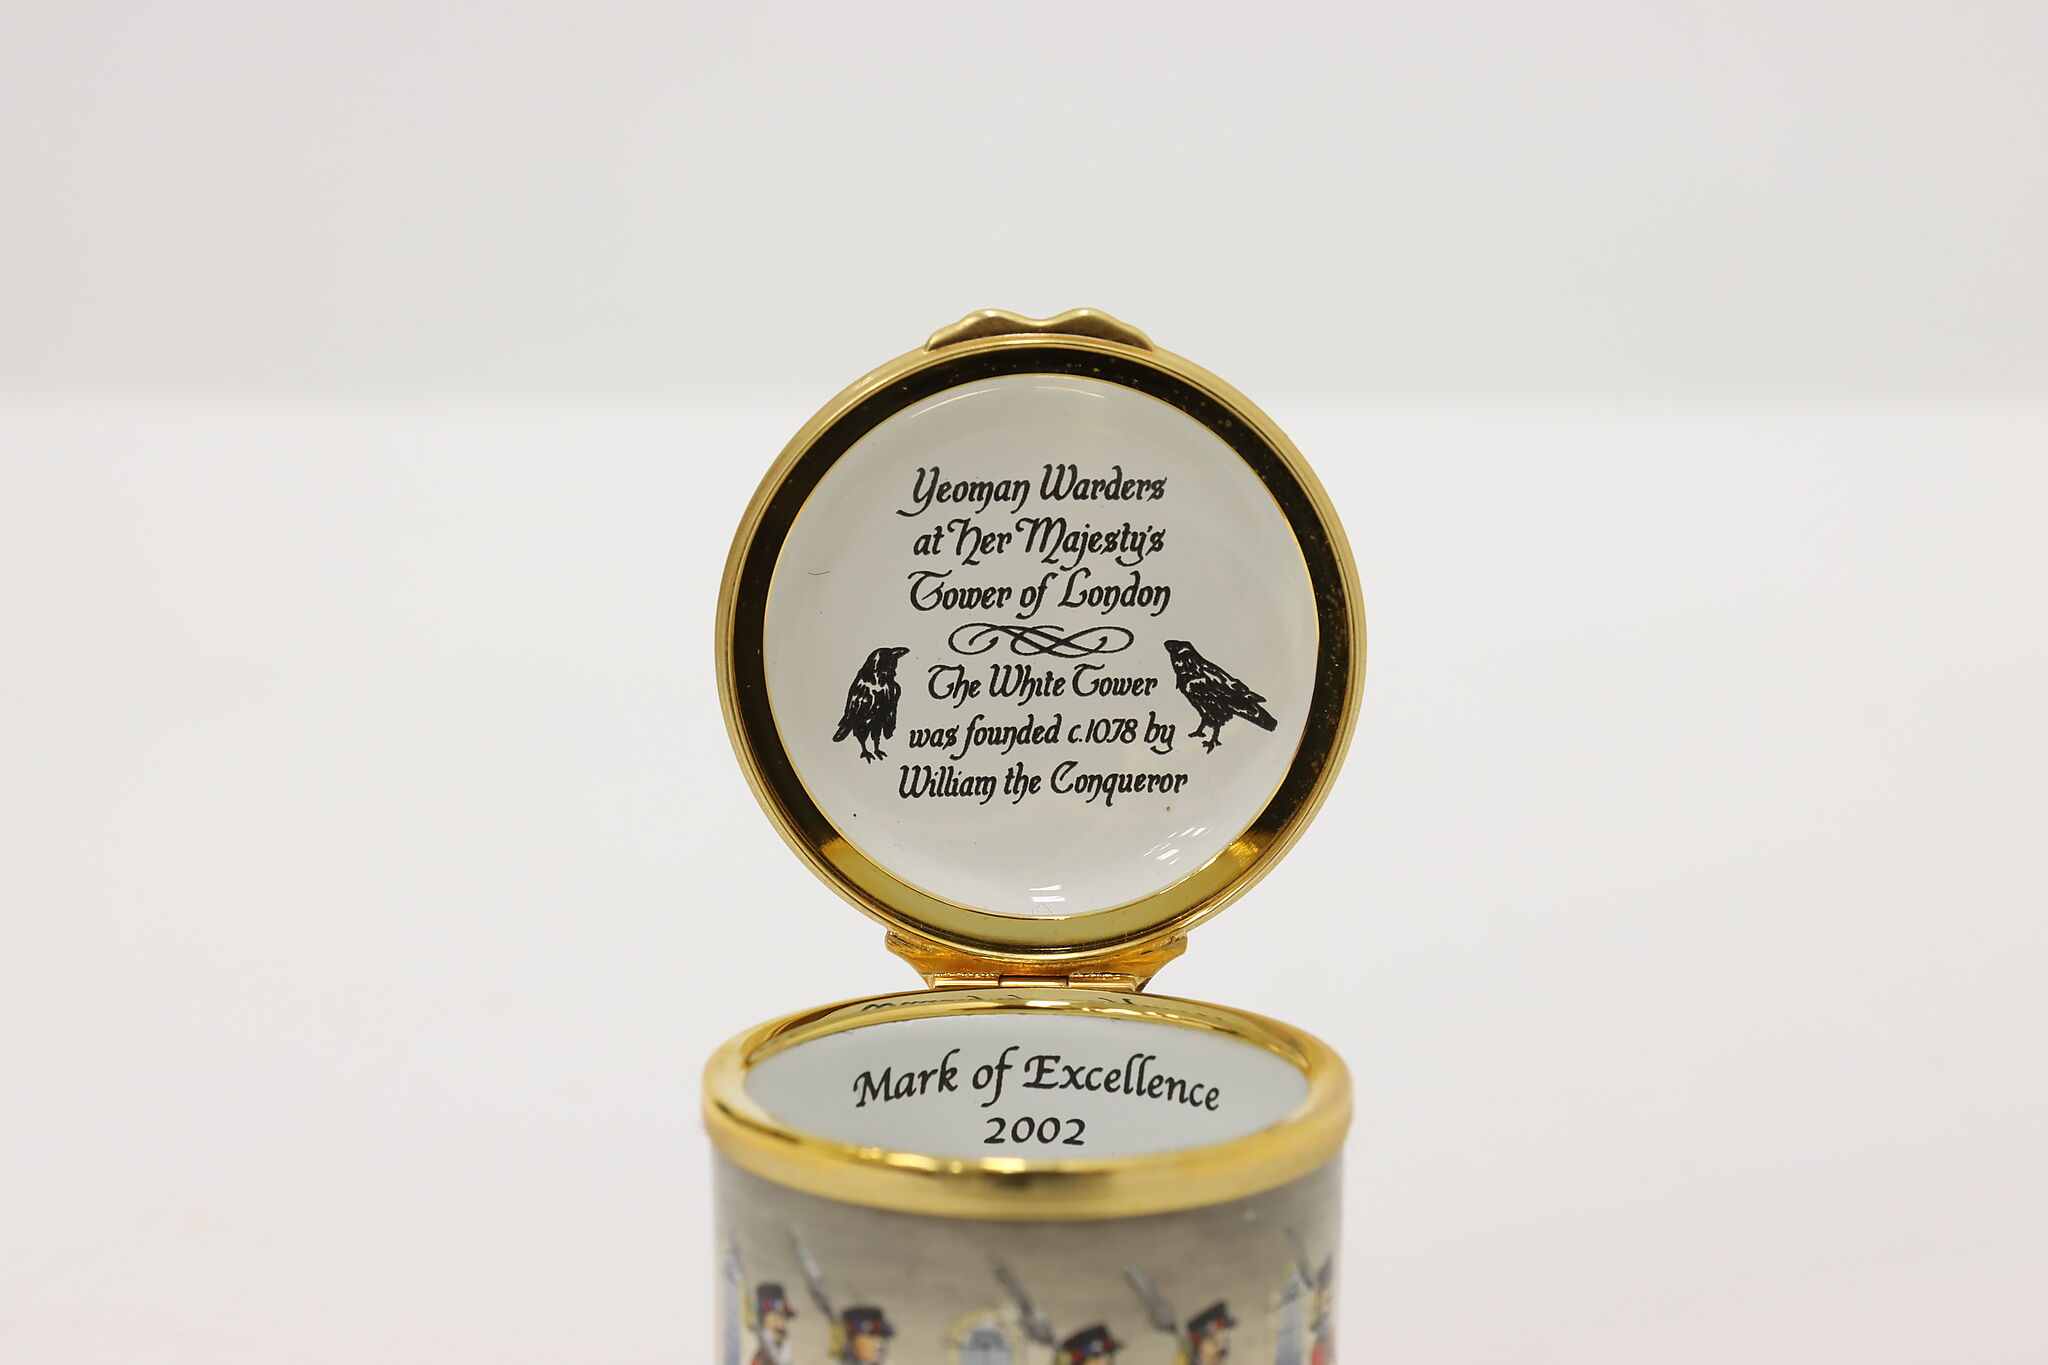 Yeoman Warders
at Her Majesty's
Tower of London
The White Tower
was founded c.1078 by
William the Conqueror
Mark of Excellence
2002